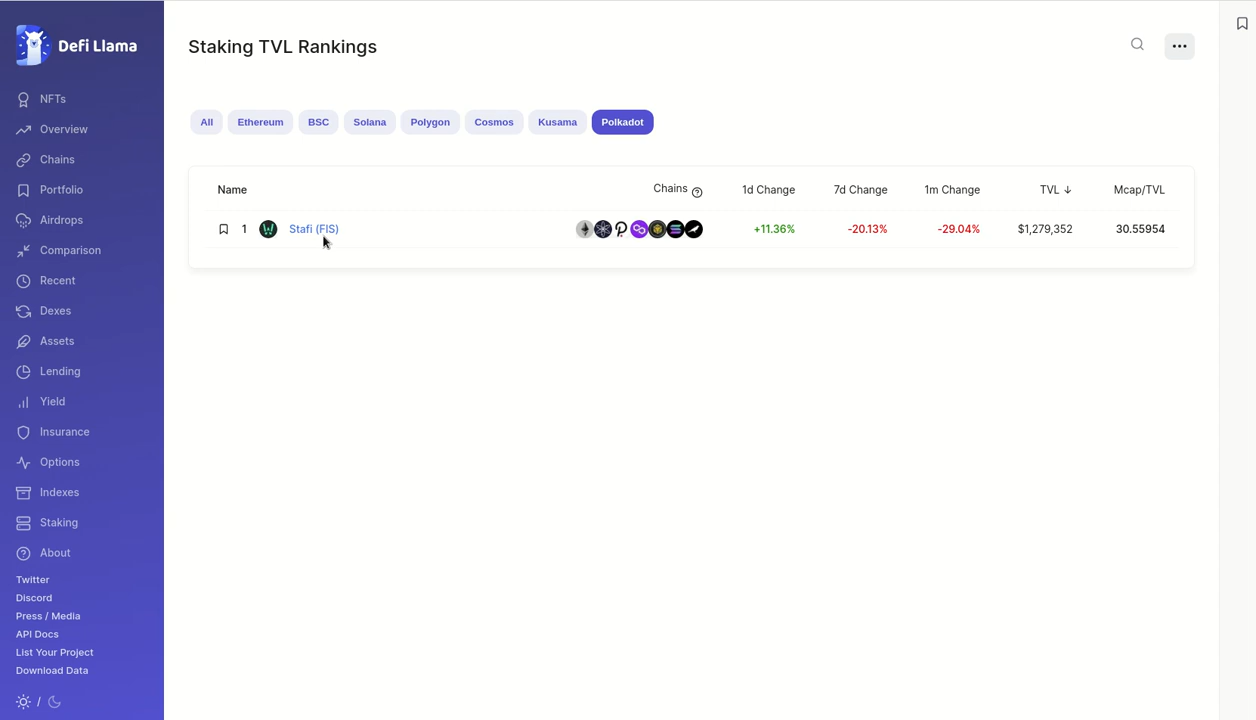 Defi Llama
NFTs
Overview
Chains
Portfolio
Airdrops
Comparison
Recent
Dexes
Assets
Lending
Yield
Insurance
Options
Indexes
Staking
About
Twitter
Discord
Press / Media
API Docs
List Your Project
Download Data
/
Staking TVL Rankings
All Ethereum BSC Solana Polygon Cosmos Kusama Polkadot
Name Chains 1d Change 7d Change 1m Change TVL ↓ Mcap/TVL
1 Stafi (FIS) +11.36% -20.13% -29.04% $1,279,352 30.55954